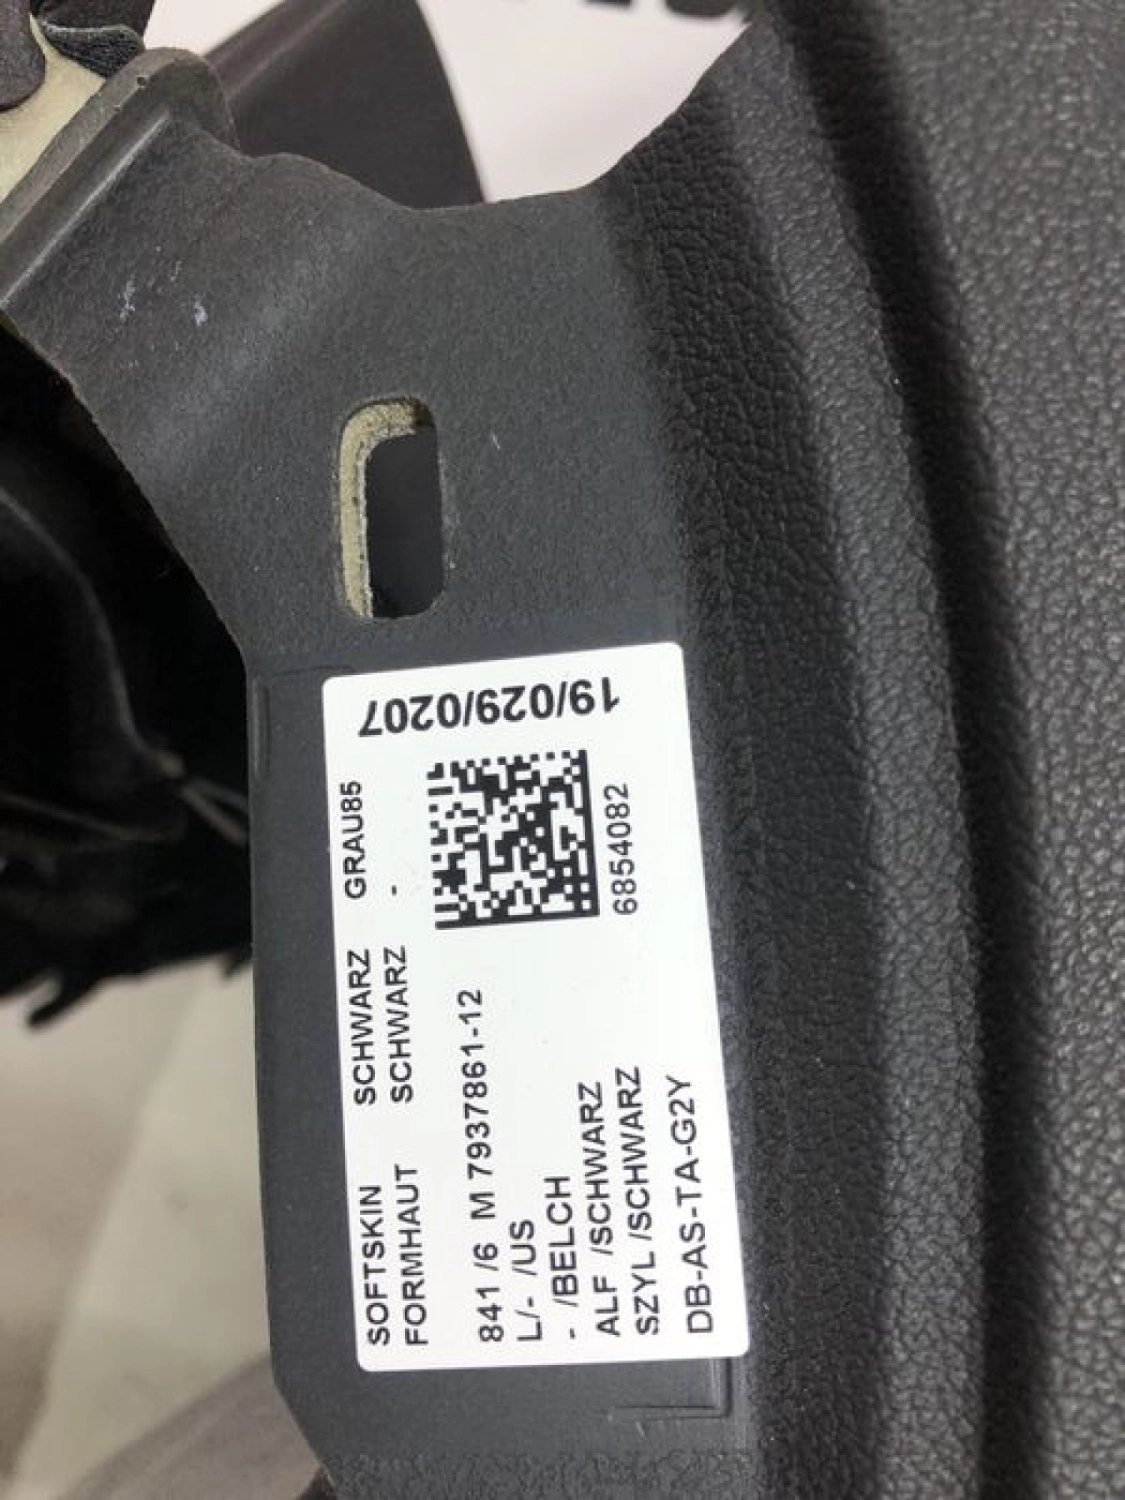 SOFTSKIN SCHWARZ GRAU85
FORMHAUT SCHWARZ -
841 /6 M 7937861-12
L/- /US
- /BELCH
ALF /SCHWARZ
SZYL /SCHWARZ
DB-AS-TA-G2Y
6854082
19/029/0207